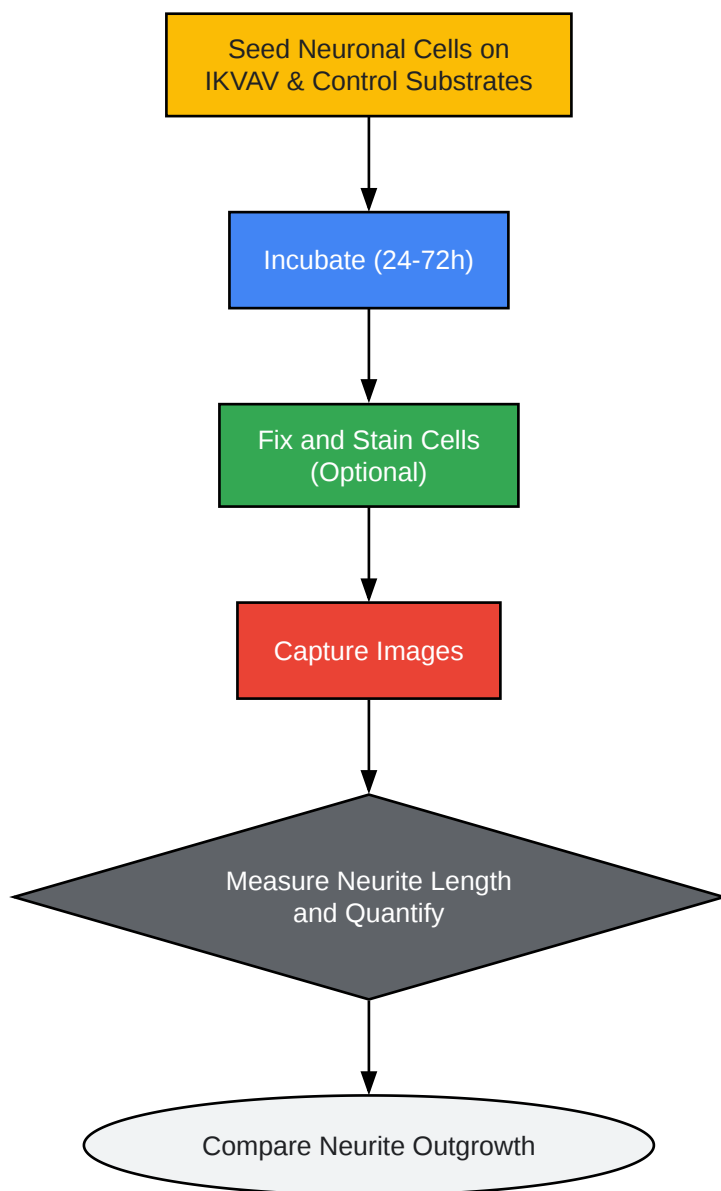 Seed Neuronal Cells on
IKVAV & Control Substrates
Incubate (24-72h)
Fix and Stain Cells
(Optional)
Capture Images
Measure Neurite Length
and Quantify
Compare Neurite Outgrowth